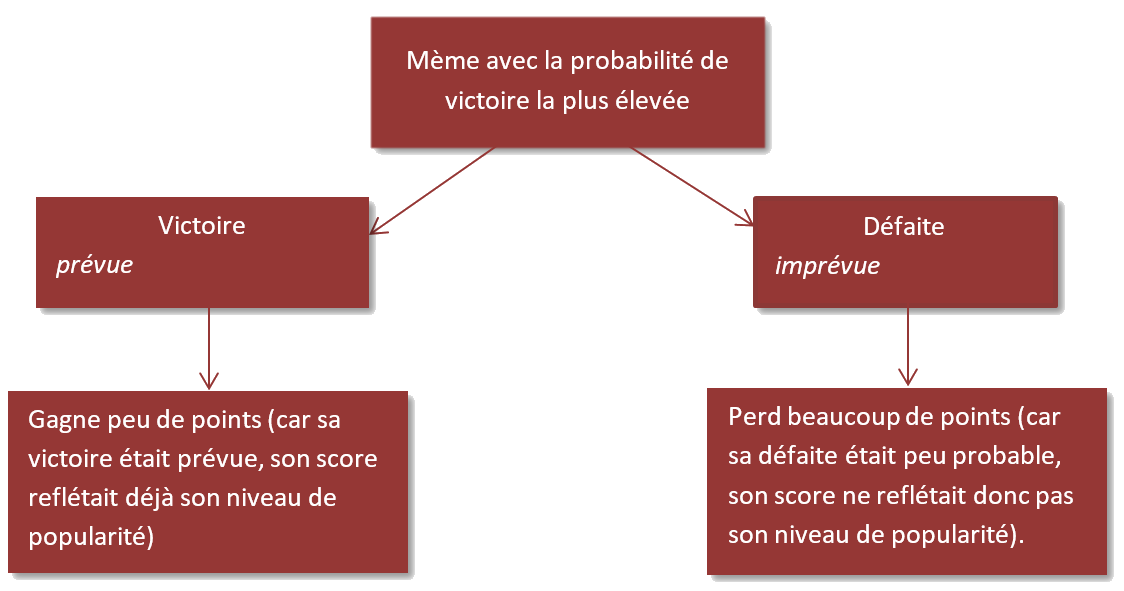 Mème avec la probabilité de
victoire la plus élevée
Victoire
prévue
Défaite
imprévue
Gagne peu de points (car sa
victoire était prévue, son score
reflétait déjà son niveau de
popularité)
Perd beaucoup de points (car
sa défaite était peu probable,
son score ne reflétait donc pas
son niveau de popularité).